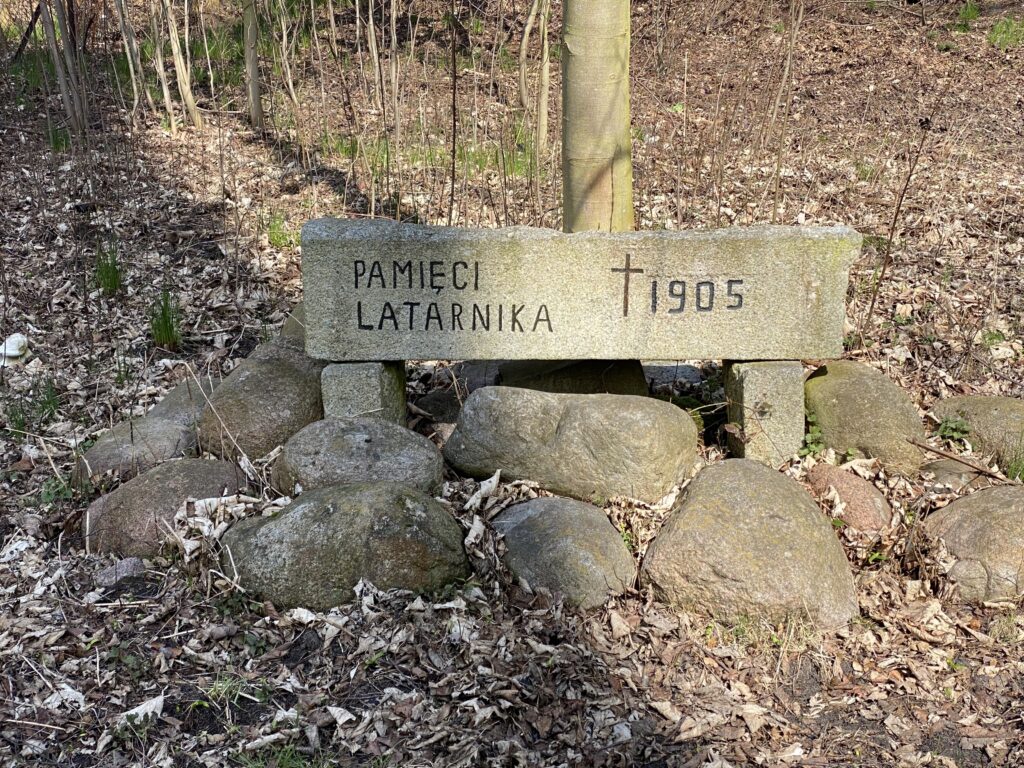 PAMIĘCI
LATARNIKA
✝ 1905